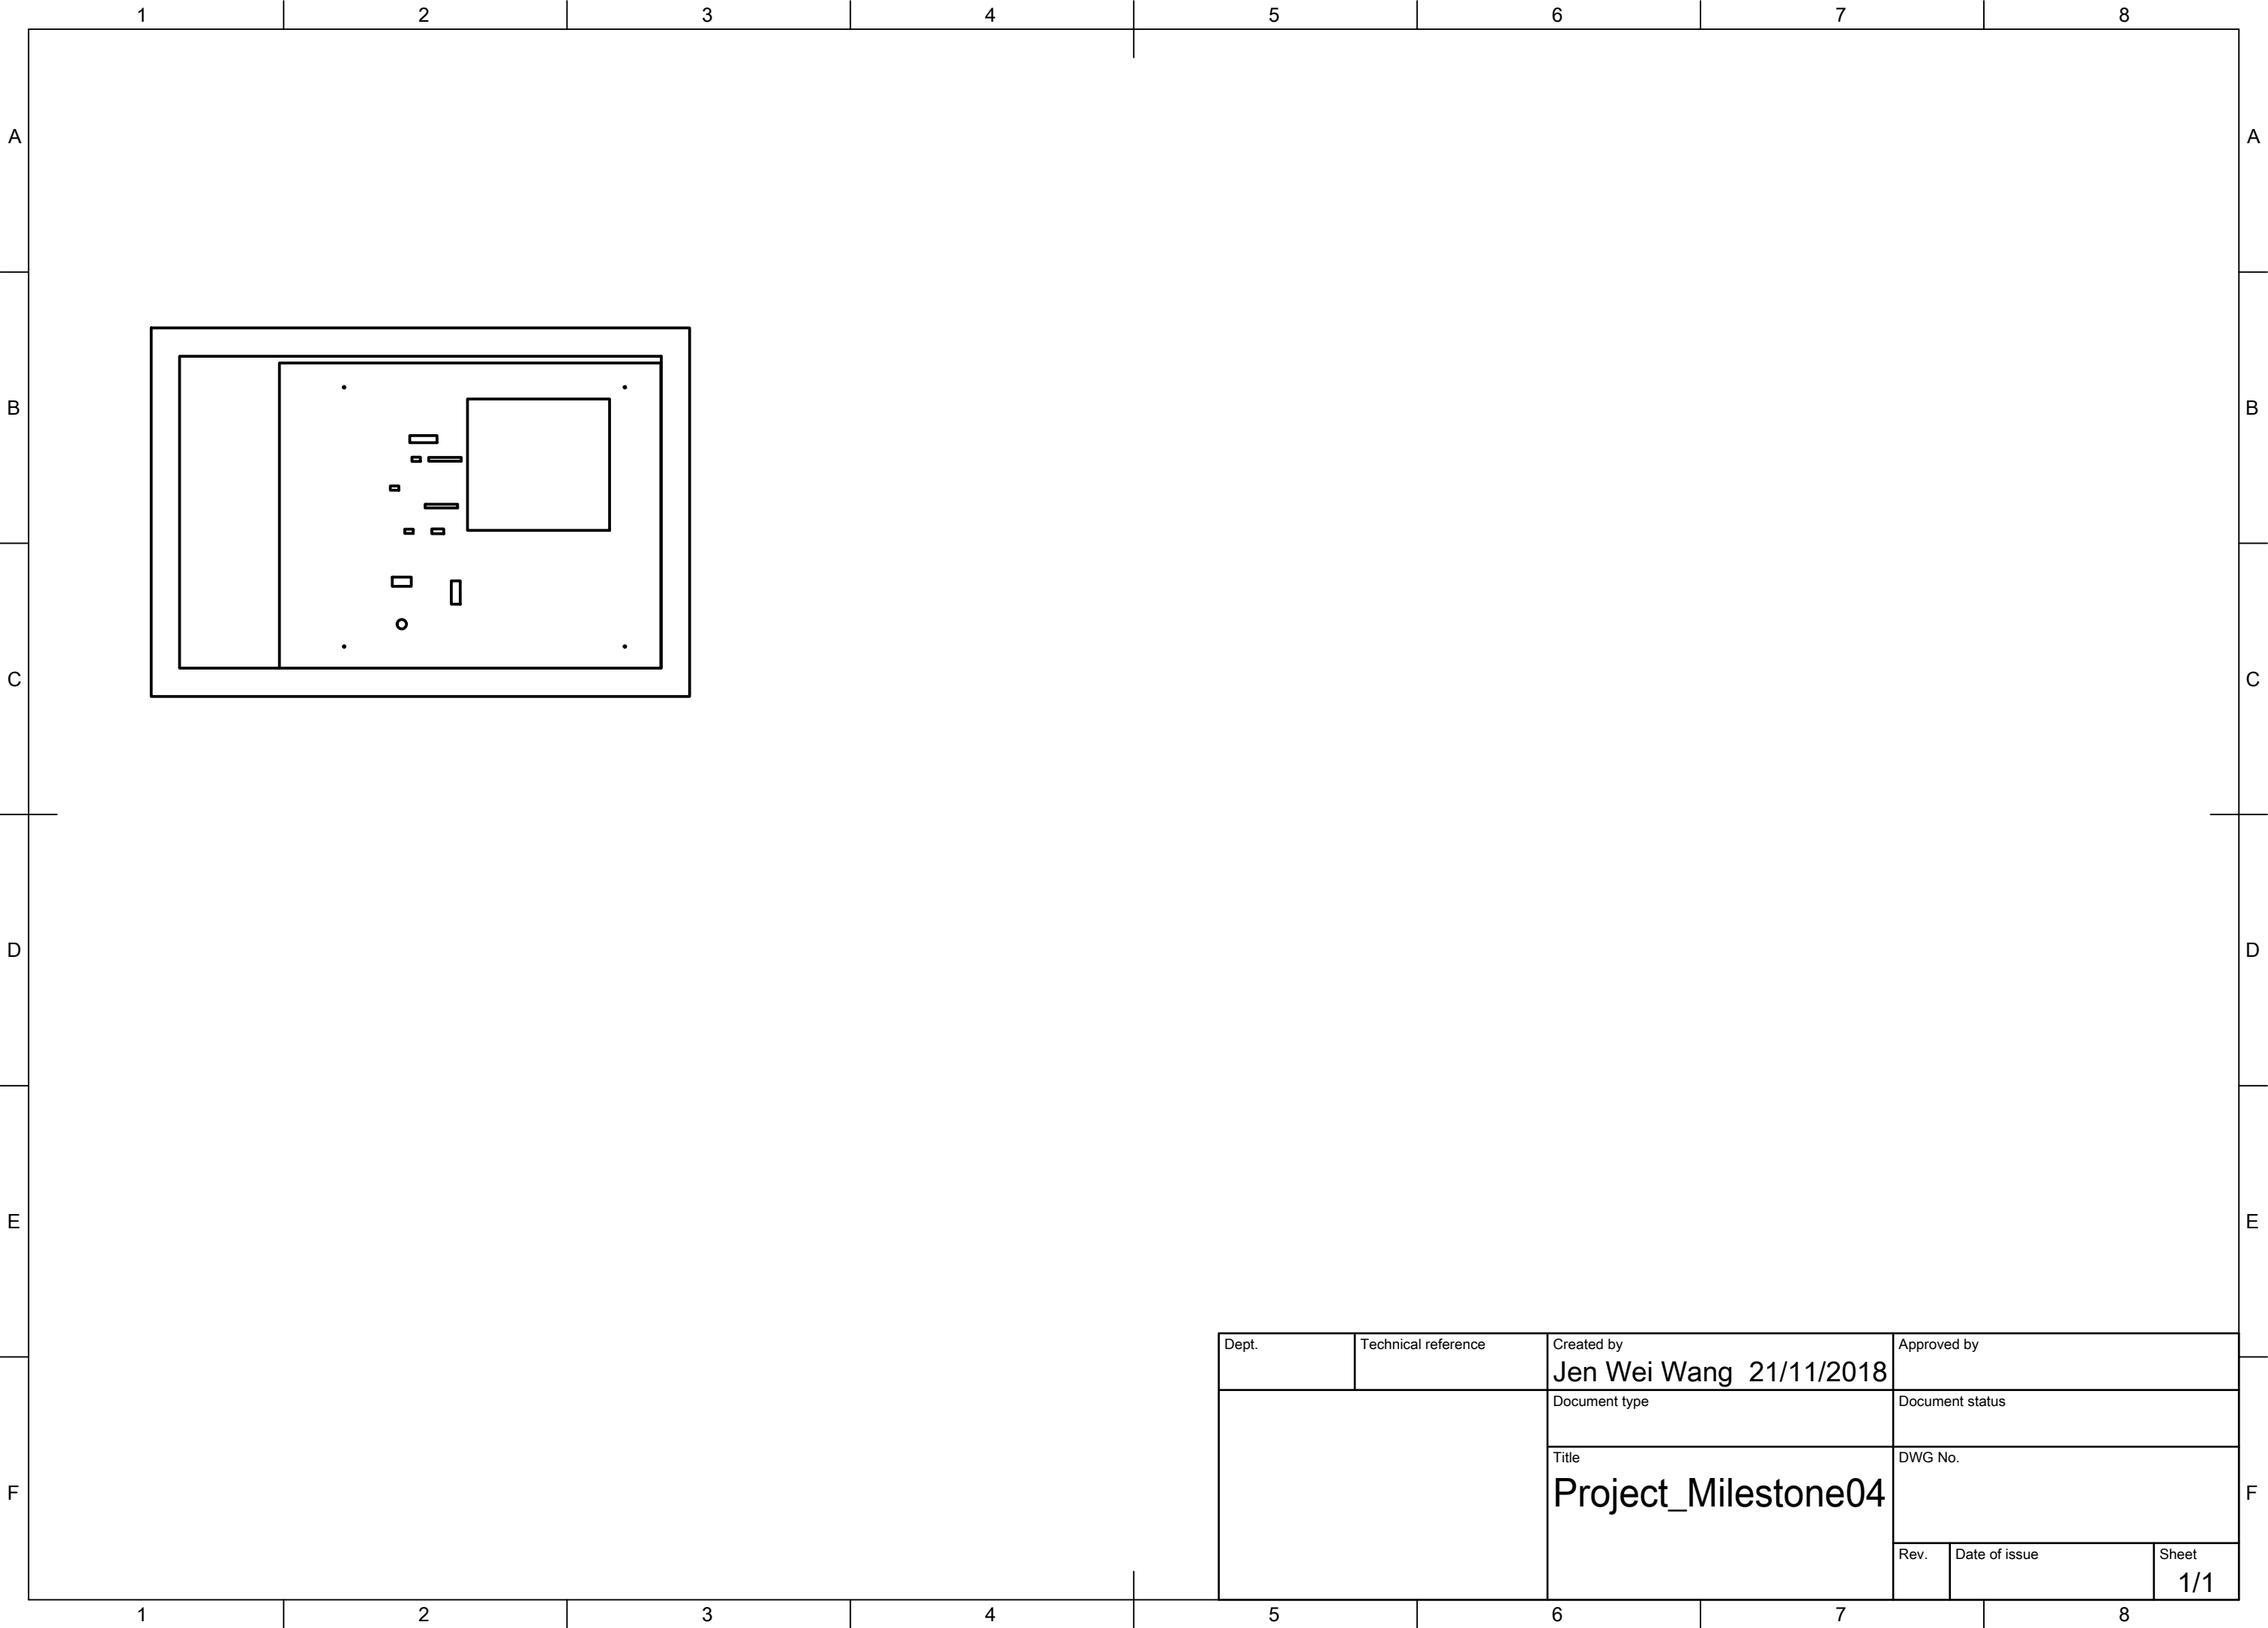 1 2 3 4 5 6 7 8
A A
B B
C C
D D
E E
Dept. Technical reference Created by Approved by
Jen Wei Wang 21/11/2018
Document type Document status
Title DWG No.
F Project_Milestone04 F
Rev. Date of issue Sheet
1/1
1 2 3 4 5 6 7 8